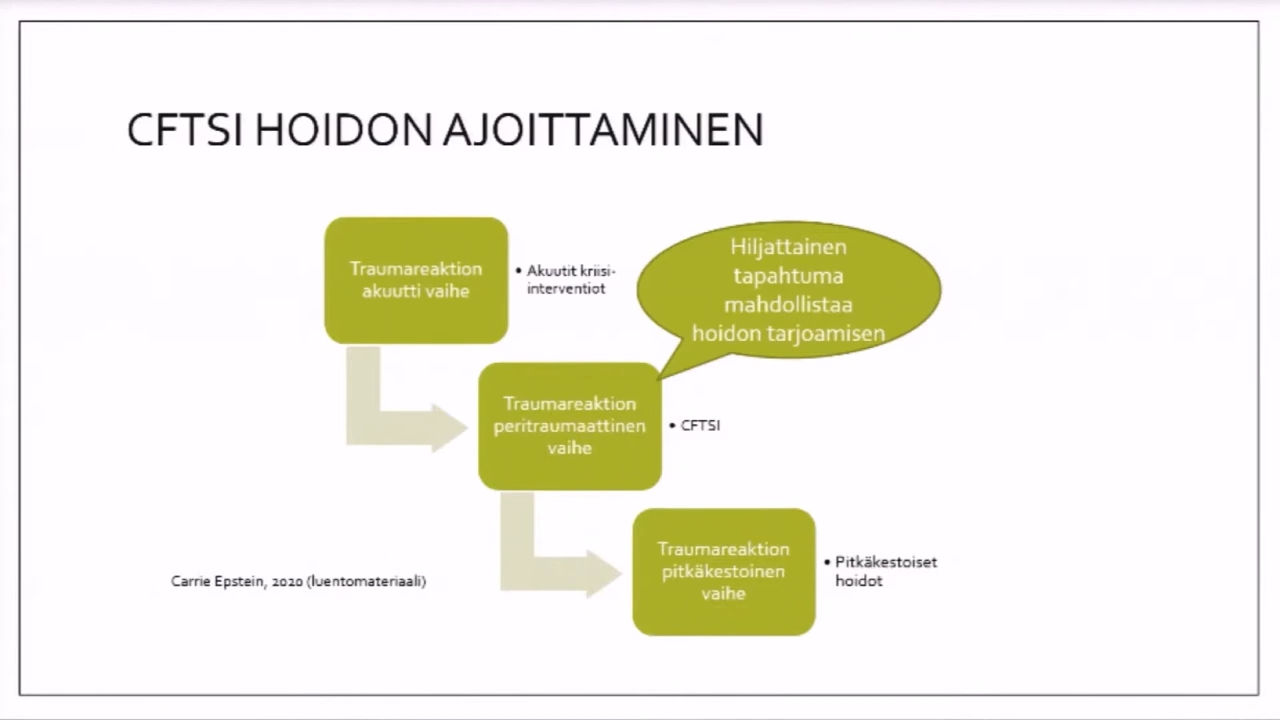 CFTSI HOIDON AJOITTAMINEN
Traumareaktion
akuutti vaihe
• Akuutit kriisi-
interventiot
Hiljattainen
tapahtuma
mahdollistaa
hoidon tarjoamisen
Traumareaktion
peritraumaattinen
vaihe
• CFTSI
Traumareaktion
pitkäkestoinen
vaihe
• Pitkäkestoiset
hoidot
Carrie Epstein, 2020 (luentomateriaali)